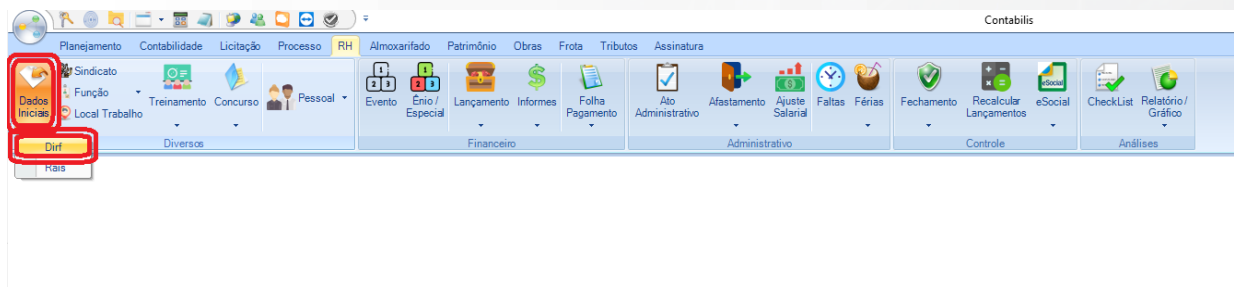 Contabilis
Planejamento Contabilidade Licitação Processo RH Almoxarifado Patrimônio Obras Frota Tributos Assinatura
Dados Iniciais
Sindicato
Função
Local Trabalho
Treinamento Concurso Pessoal
Diversos
Evento Ênio / Especial Lançamento Informes Folha Pagamento
Financeiro
Ato Administrativo Afastamento Ajuste Salarial Faltas Férias
Administrativo
Fechamento Recalcular Lançamentos eSocial
Controle
CheckList Relatório / Gráfico
Análises
Dirf
Rais